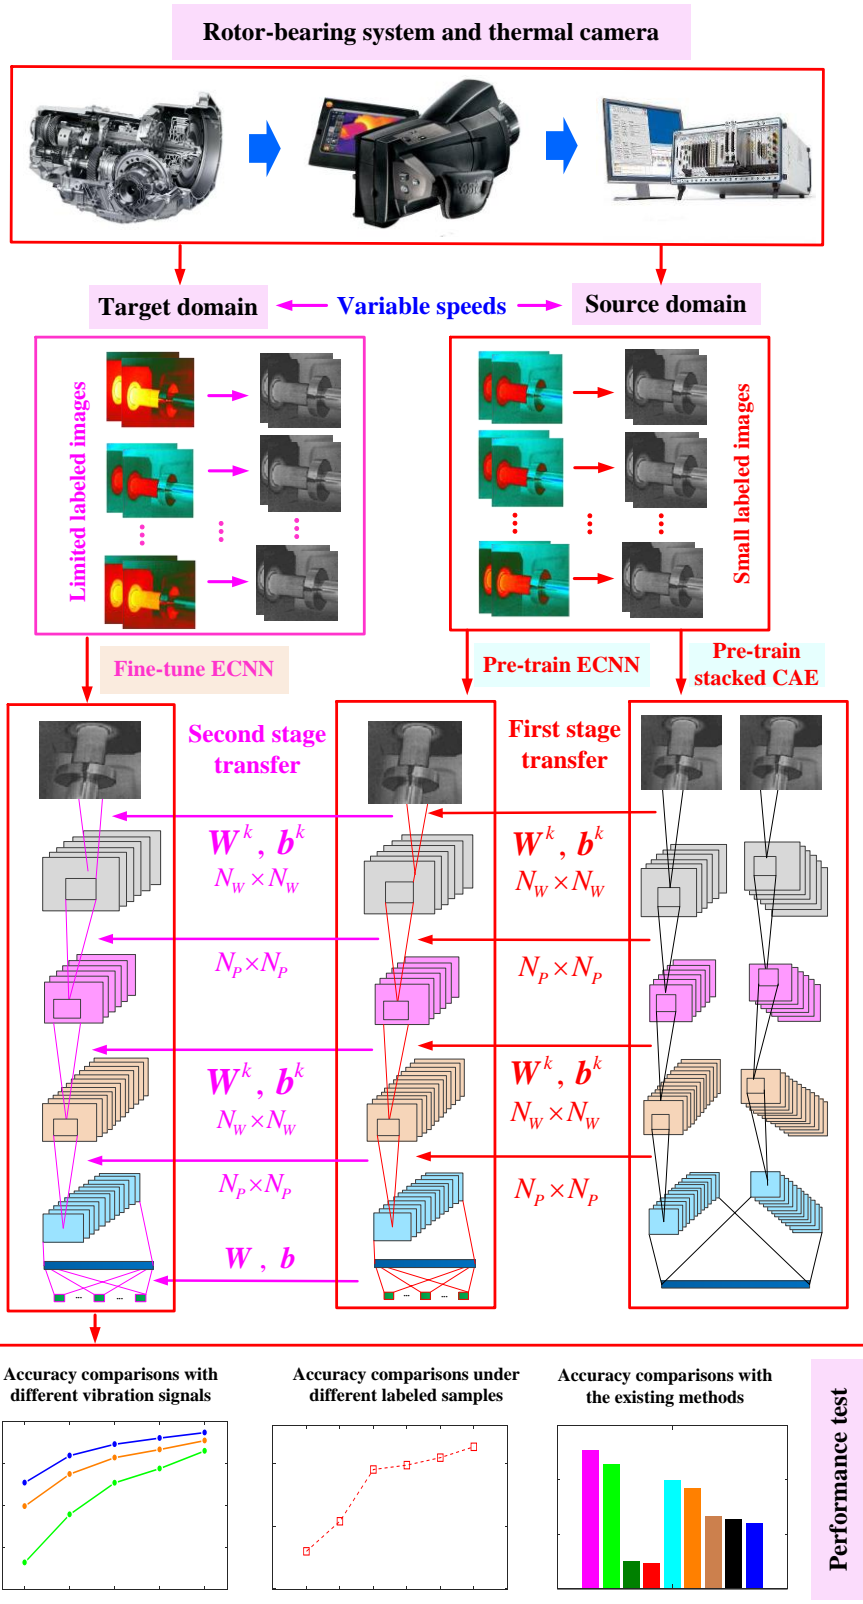 Rotor-bearing system and thermal camera
Target domain
Variable speeds
Source domain
Limited labeled images
Small labeled images
Fine-tune ECNN
Pre-train ECNN
Pre-train
stacked CAE
Second stage
transfer
First stage
transfer
W^k , b^k
N_W × N_W
W^k , b^k
N_W × N_W
N_P × N_P
N_P × N_P
W^k , b^k
N_W × N_W
W^k , b^k
N_W × N_W
N_P × N_P
N_P × N_P
W , b
... ...
... ...
Accuracy comparisons with
different vibration signals
Accuracy comparisons under
different labeled samples
Accuracy comparisons with
the existing methods
Performance test